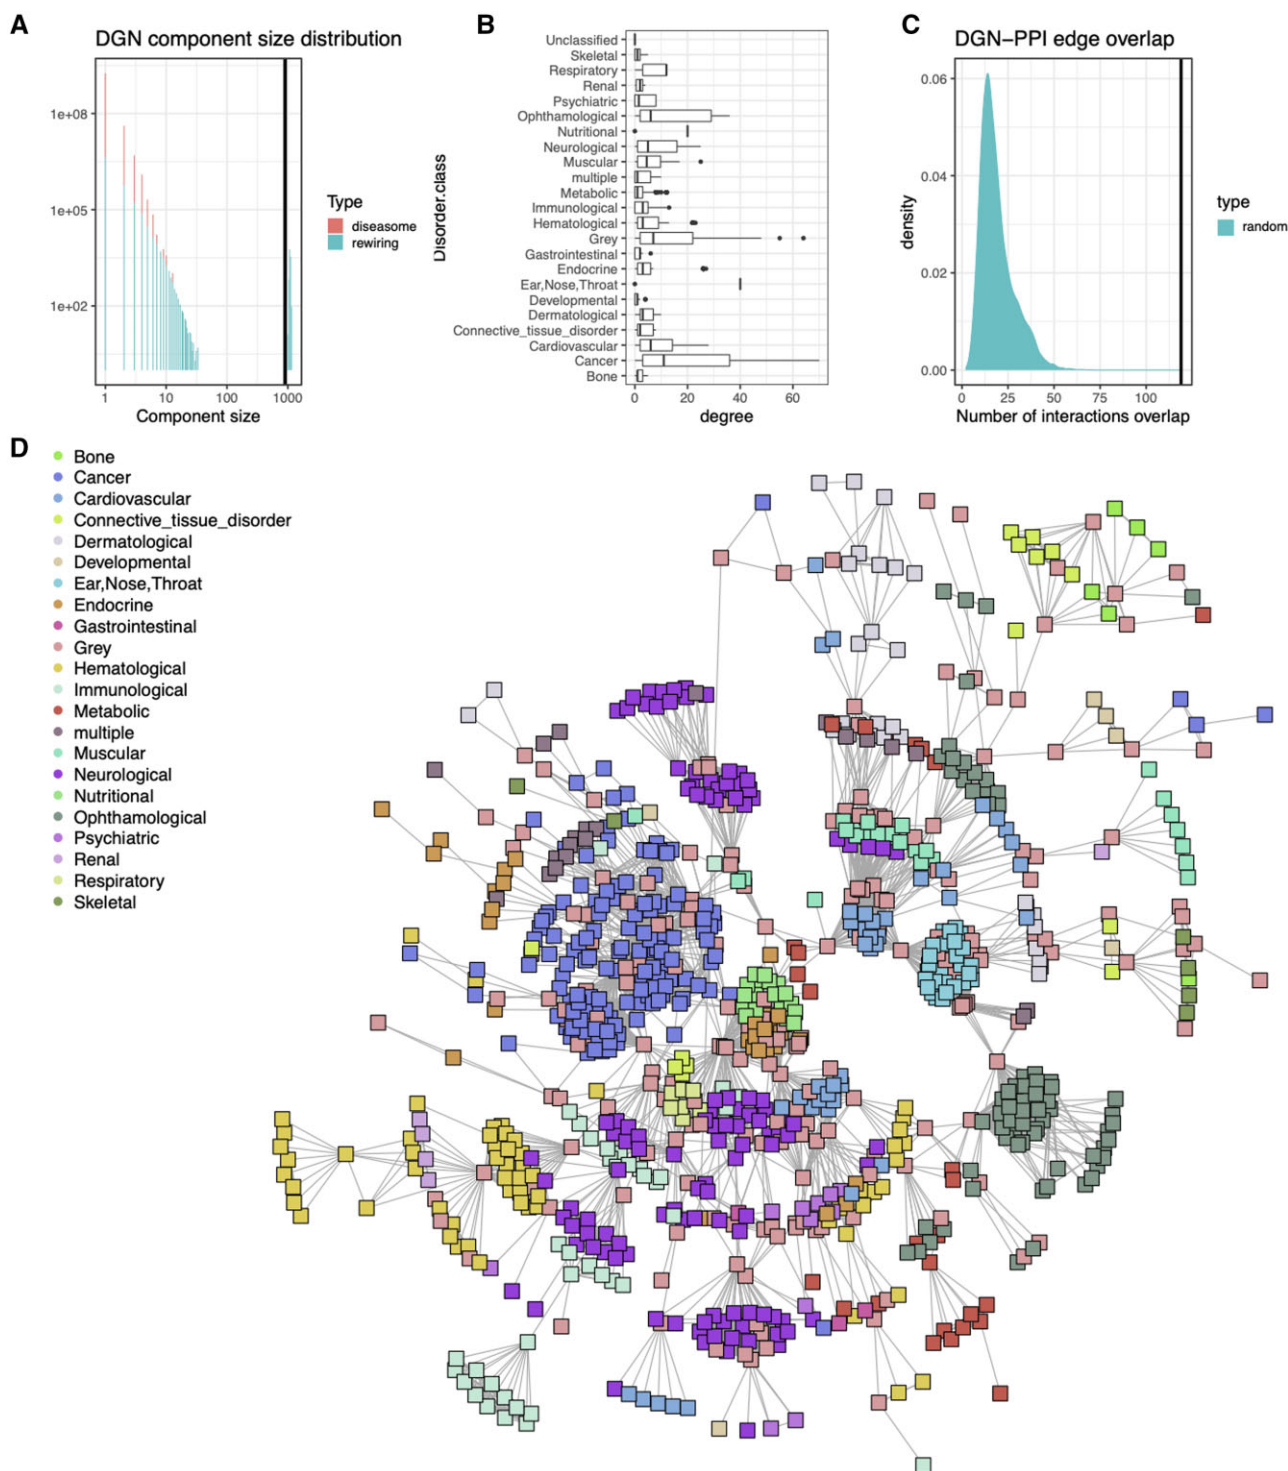 A
DGN component size distribution
1e+08
1e+05
1e+02
1
10
100
1000
Component size
Type
diseasome
rewiring
B
Disorder.class
Unclassified
Skeletal
Respiratory
Renal
Psychiatric
Ophthamological
Nutritional
Neurological
Muscular
multiple
Metabolic
Immunological
Hematological
Grey
Gastrointestinal
Endocrine
Ear,Nose,Throat
Developmental
Dermatological
Connective_tissue_disorder
Cardiovascular
Cancer
Bone
0
20
40
60
degree
C
DGN−PPI edge overlap
density
0.06
0.04
0.02
0.00
0
25
50
75
100
Number of interactions overlap
type
random
D
Bone
Cancer
Cardiovascular
Connective_tissue_disorder
Dermatological
Developmental
Ear,Nose,Throat
Endocrine
Gastrointestinal
Grey
Hematological
Immunological
Metabolic
multiple
Muscular
Neurological
Nutritional
Ophthamological
Psychiatric
Renal
Respiratory
Skeletal